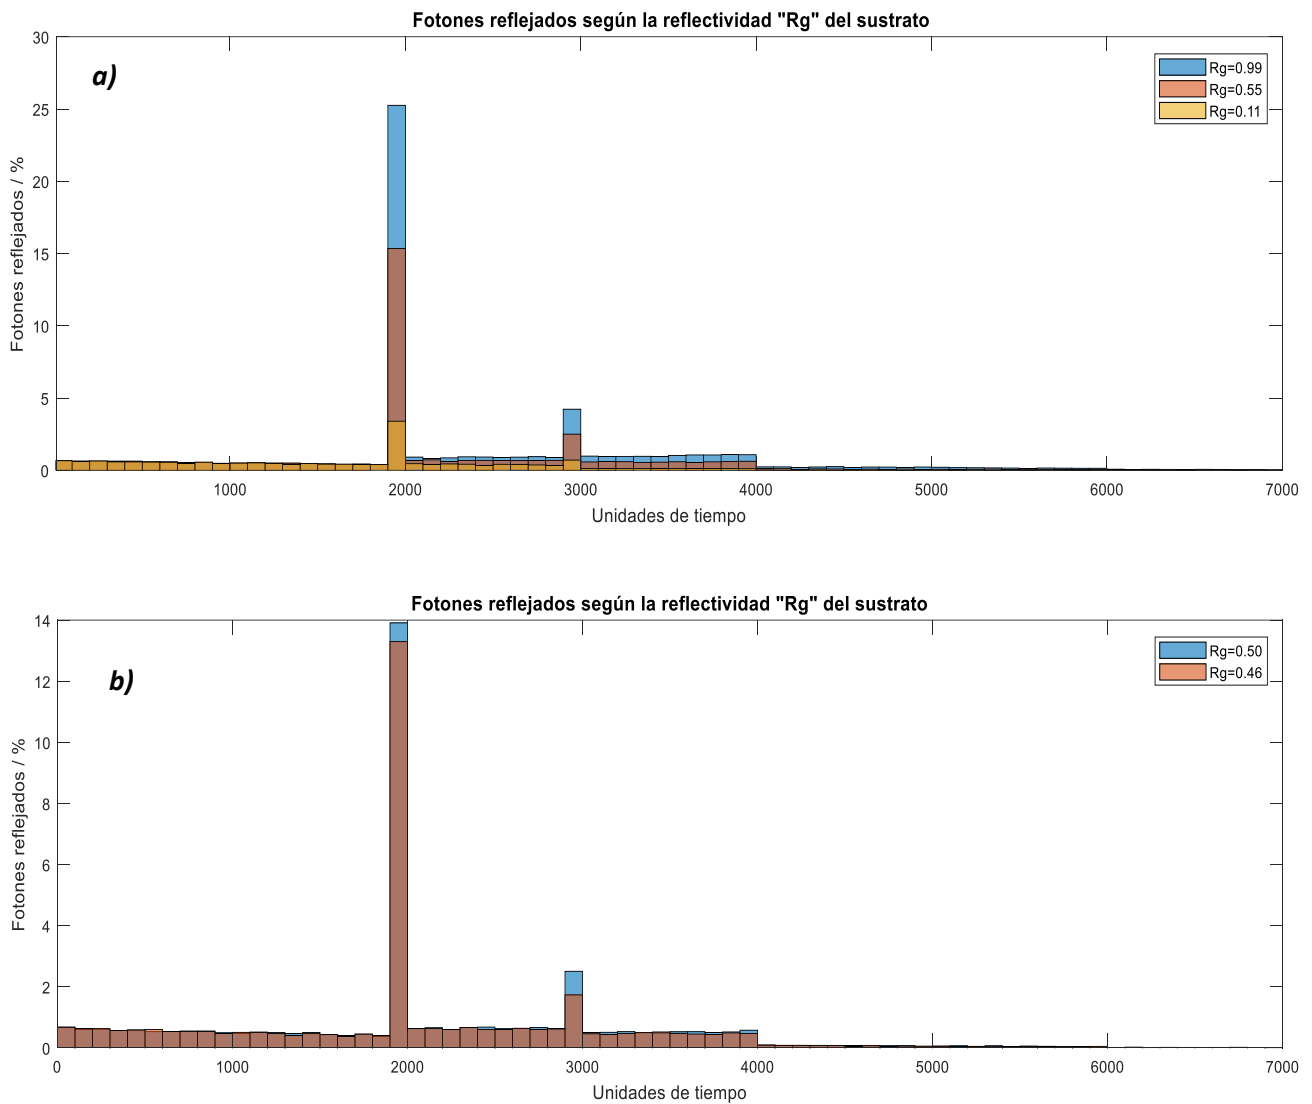 Fotones reflejados según la reflectividad "Rg" del sustrato
30
25
20
15
10
5
0
Fotones reflejados / %
a)
Rg=0.99
Rg=0.55
Rg=0.11
1000 2000 3000 4000 5000 6000 7000
Unidades de tiempo
Fotones reflejados según la reflectividad "Rg" del sustrato
14
12
10
8
6
4
2
0
Fotones reflejados / %
b)
Rg=0.50
Rg=0.46
0 1000 2000 3000 4000 5000 6000 7000
Unidades de tiempo